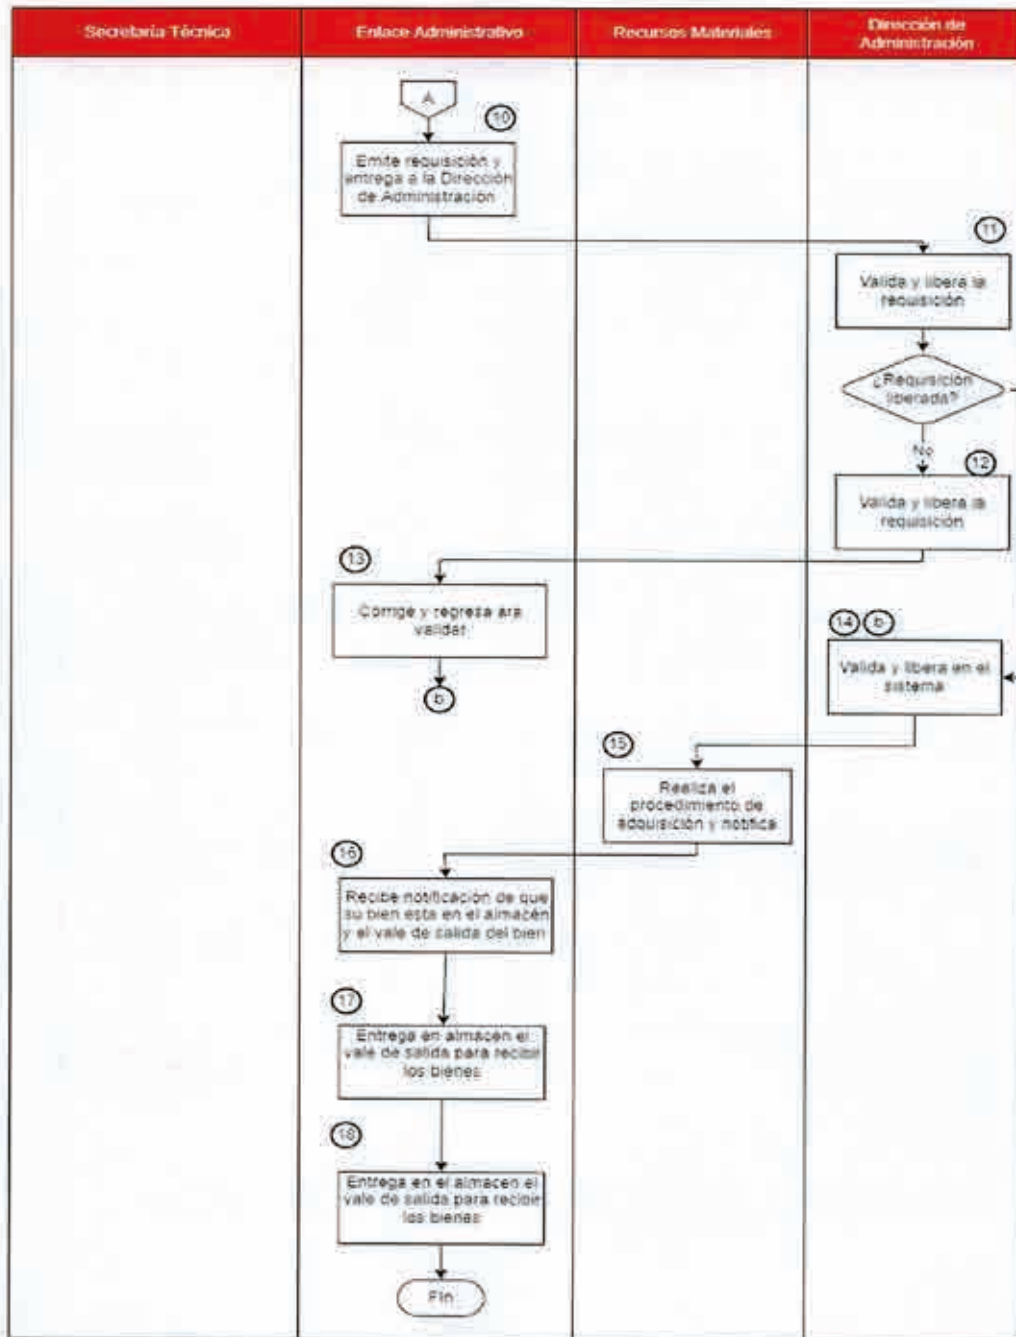 Secretaría Técnica
Enlace Administrativo
Recursos Materiales
Dirección de
Administración
A
10
Emite requisición y
entrega a la Dirección
de Administración
11
Valida y libera la
requisición
¿Requisición
liberada?
No
12
Valida y libera la
requisición
13
Corrige y regresa ara
validar
b
14
b
Valida y libera en el
sistema
15
Realiza el
procedimiento de
adquisición y notifica
16
Recibe notificación de que
su bien esta en el almacén
y el vale de salida del bien
17
Entrega en almacen el
vale de salida para recibir
los bienes
18
Entrega en el almacen el
vale de salida para recibir
los bienes
Fin